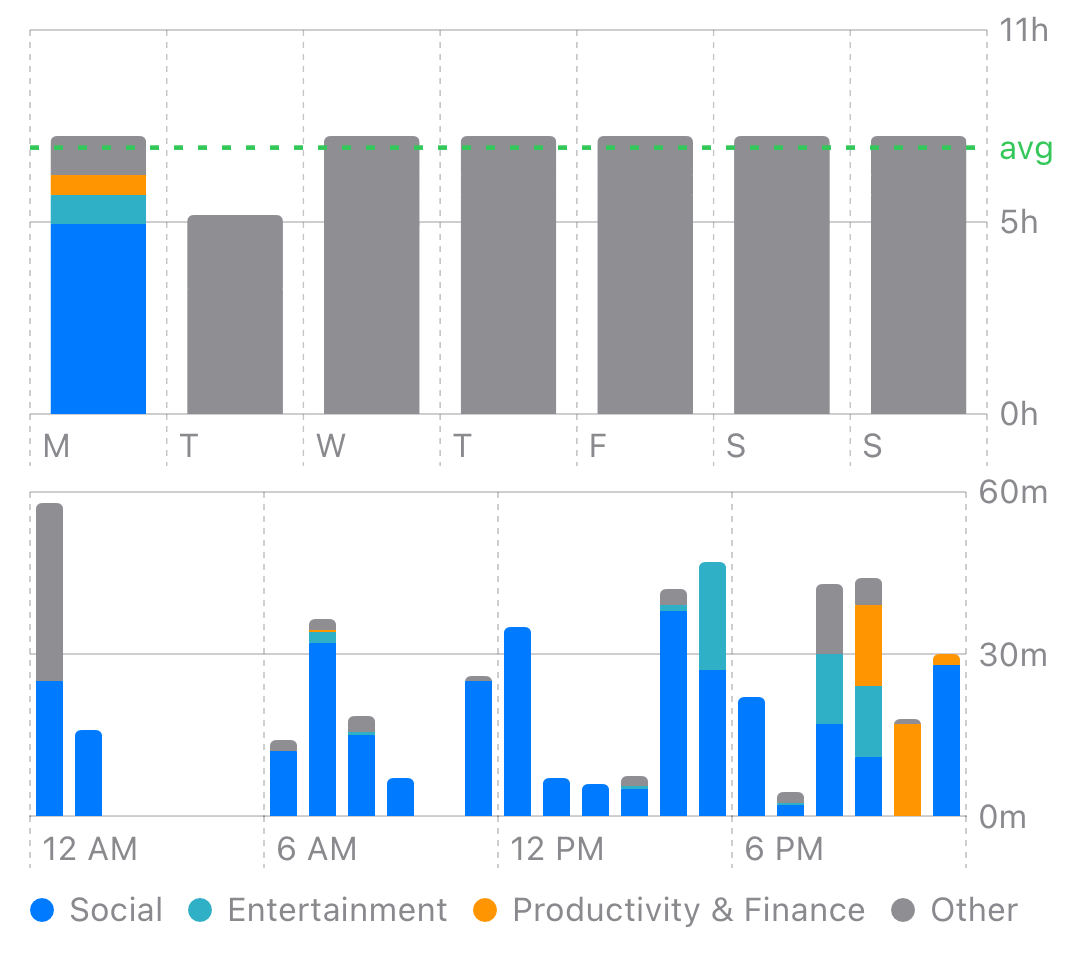 11h
avg
5h
0h
M T W T F S S
60m
30m
0m
12 AM 6 AM 12 PM 6 PM
Social Entertainment Productivity & Finance Other